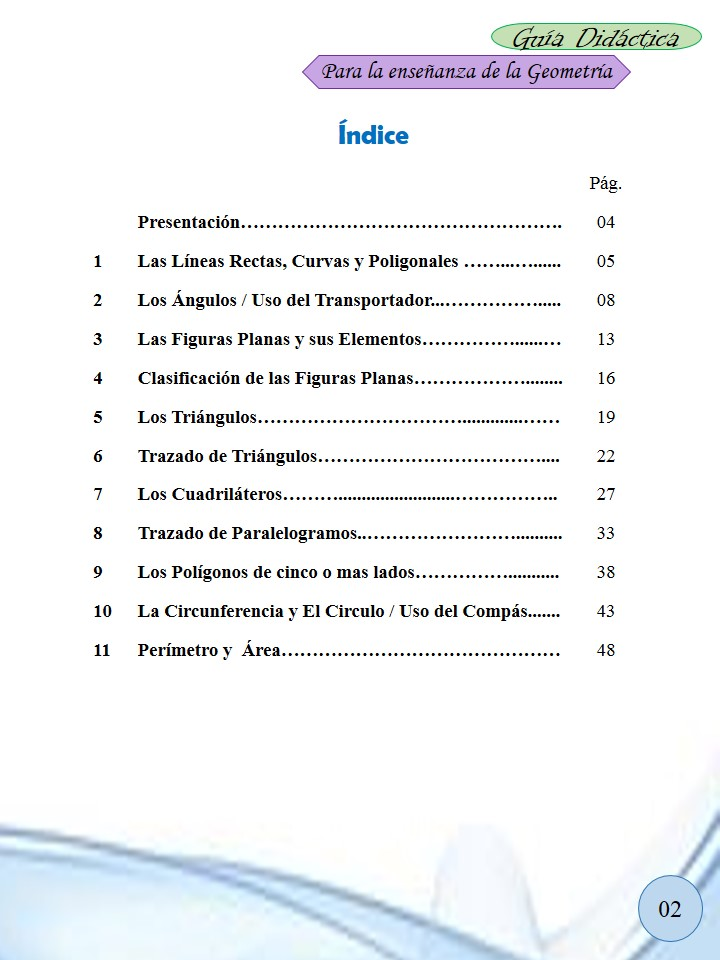 Guía Didáctica
Para la enseñanza de la Geometría
Índice
Pág.
Presentación……………………………………………. 04
1 Las Líneas Rectas, Curvas y Poligonales ……...…...... 05
2 Los Ángulos / Uso del Transportador...……………..... 08
3 Las Figuras Planas y sus Elementos……………......… 13
4 Clasificación de las Figuras Planas………………........ 16
5 Los Triángulos…………………………….............…… 19
6 Trazado de Triángulos……………………………….... 22
7 Los Cuadriláteros………..........................…………….. 27
8 Trazado de Paralelogramos..……………………......... 33
9 Los Polígonos de cinco o mas lados……………........... 38
10 La Circunferencia y El Circulo / Uso del Compás....... 43
11 Perímetro y  Área……………………………………… 48
02